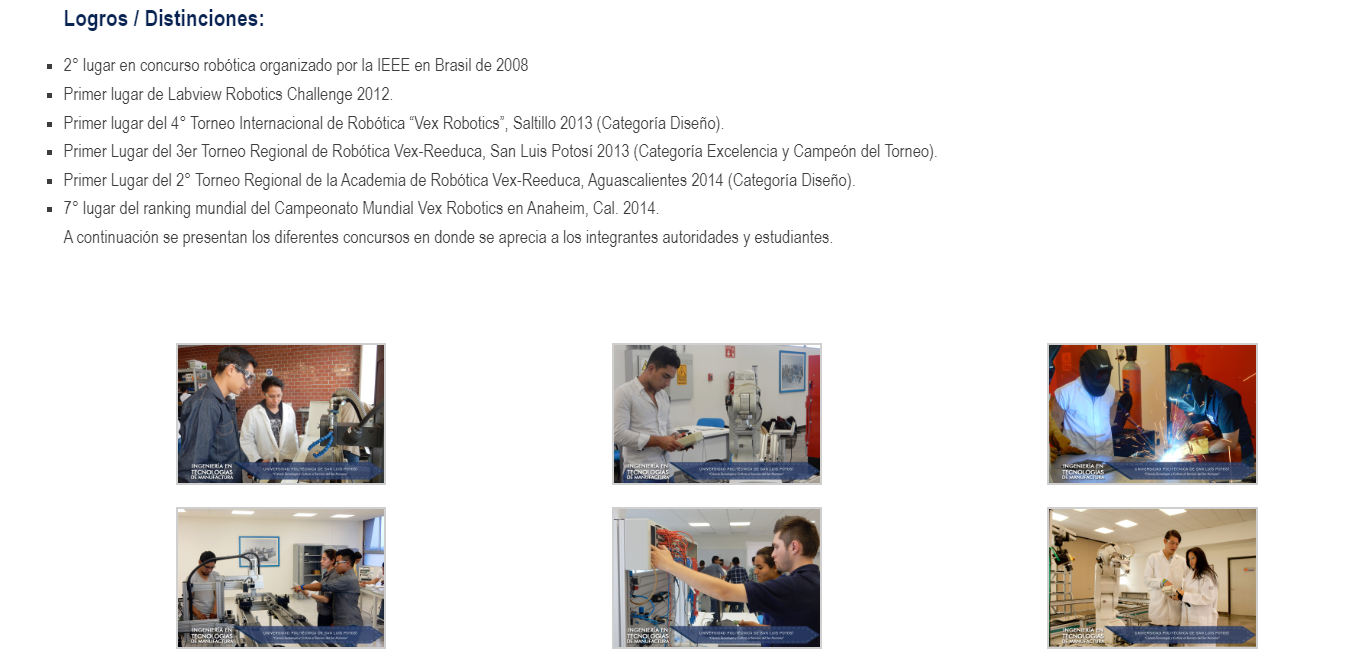 Logros / Distinciones:
2° lugar en concurso robótica organizado por la IEEE en Brasil de 2008
Primer lugar de Labview Robotics Challenge 2012.
Primer lugar del 4° Torneo Internacional de Robótica “Vex Robotics”, Saltillo 2013 (Categoría Diseño).
Primer Lugar del 3er Torneo Regional de Robótica Vex-Reeduca, San Luis Potosí 2013 (Categoría Excelencia y Campeón del Torneo).
Primer Lugar del 2° Torneo Regional de la Academia de Robótica Vex-Reeduca, Aguascalientes 2014 (Categoría Diseño).
7° lugar del ranking mundial del Campeonato Mundial Vex Robotics en Anaheim, Cal. 2014.
A continuación se presentan los diferentes concursos en donde se aprecia a los integrantes autoridades y estudiantes.
INGENIERÍA EN
TECNOLOGÍAS
DE MANUFACTURA
UNIVERSIDAD POLITÉCNICA DE SAN LUIS POTOSÍ
INGENIERÍA EN
TECNOLOGÍAS
DE MANUFACTURA
UNIVERSIDAD POLITÉCNICA DE SAN LUIS POTOSÍ
INGENIERÍA EN
TECNOLOGÍAS
DE MANUFACTURA
UNIVERSIDAD POLITÉCNICA DE SAN LUIS POTOSÍ
INGENIERÍA EN
TECNOLOGÍAS
DE MANUFACTURA
UNIVERSIDAD POLITÉCNICA DE SAN LUIS POTOSÍ
INGENIERÍA EN
TECNOLOGÍAS
DE MANUFACTURA
UNIVERSIDAD POLITÉCNICA DE SAN LUIS POTOSÍ
INGENIERÍA EN
TECNOLOGÍAS
DE MANUFACTURA
UNIVERSIDAD POLITÉCNICA DE SAN LUIS POTOSÍ